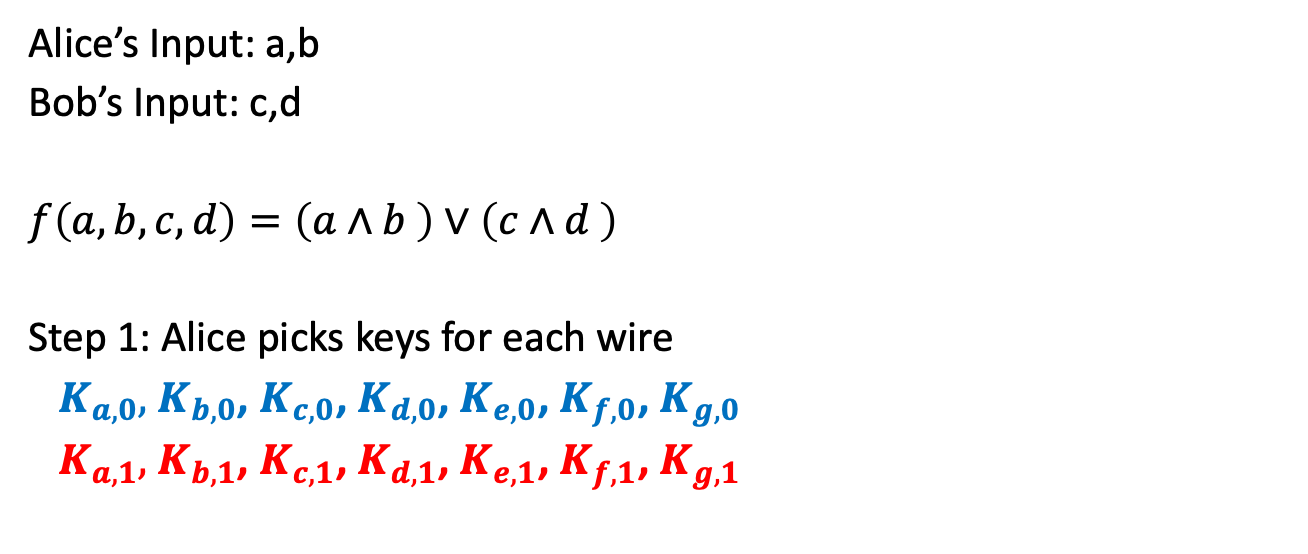 Alice’s Input: a,b
Bob’s Input: c,d
f(a, b, c, d) = (a ∧ b ) ∨ (c ∧ d )
Step 1: Alice picks keys for each wire
K_{a,0}, K_{b,0}, K_{c,0}, K_{d,0}, K_{e,0}, K_{f,0}, K_{g,0}
K_{a,1}, K_{b,1}, K_{c,1}, K_{d,1}, K_{e,1}, K_{f,1}, K_{g,1}